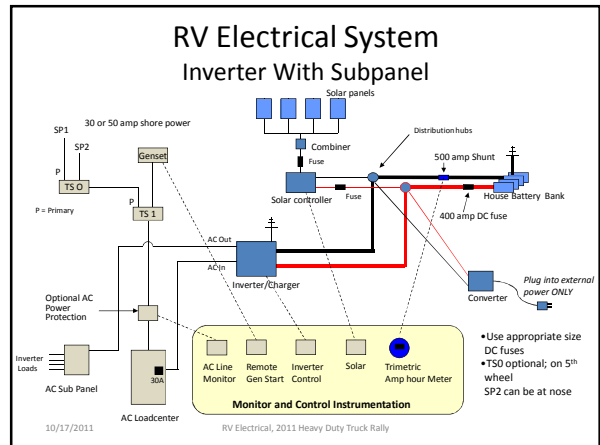 RV Electrical System
Inverter With Subpanel
Solar panels
SP1
30 or 50 amp shore power
SP2
Combiner
Distribution hubs
Genset
Fuse
500 amp Shunt
P
TS O
Solar controller
Fuse
House Battery Bank
P
P = Primary
TS 1
400 amp DC fuse
AC Out
AC In
Inverter/Charger
Plug into external
power ONLY
Converter
Optional AC
Power
Protection
•Use appropriate size
DC fuses
•TS0 optional; on 5th
wheel
SP2 can be at nose
Inverter
Loads
AC Sub Panel
30A
AC Loadcenter
AC Line
Monitor
Remote
Gen Start
Inverter
Control
Solar
Trimetric
Amp hour Meter
Monitor and Control Instrumentation
10/17/2011
RV Electrical, 2011 Heavy Duty Truck Rally